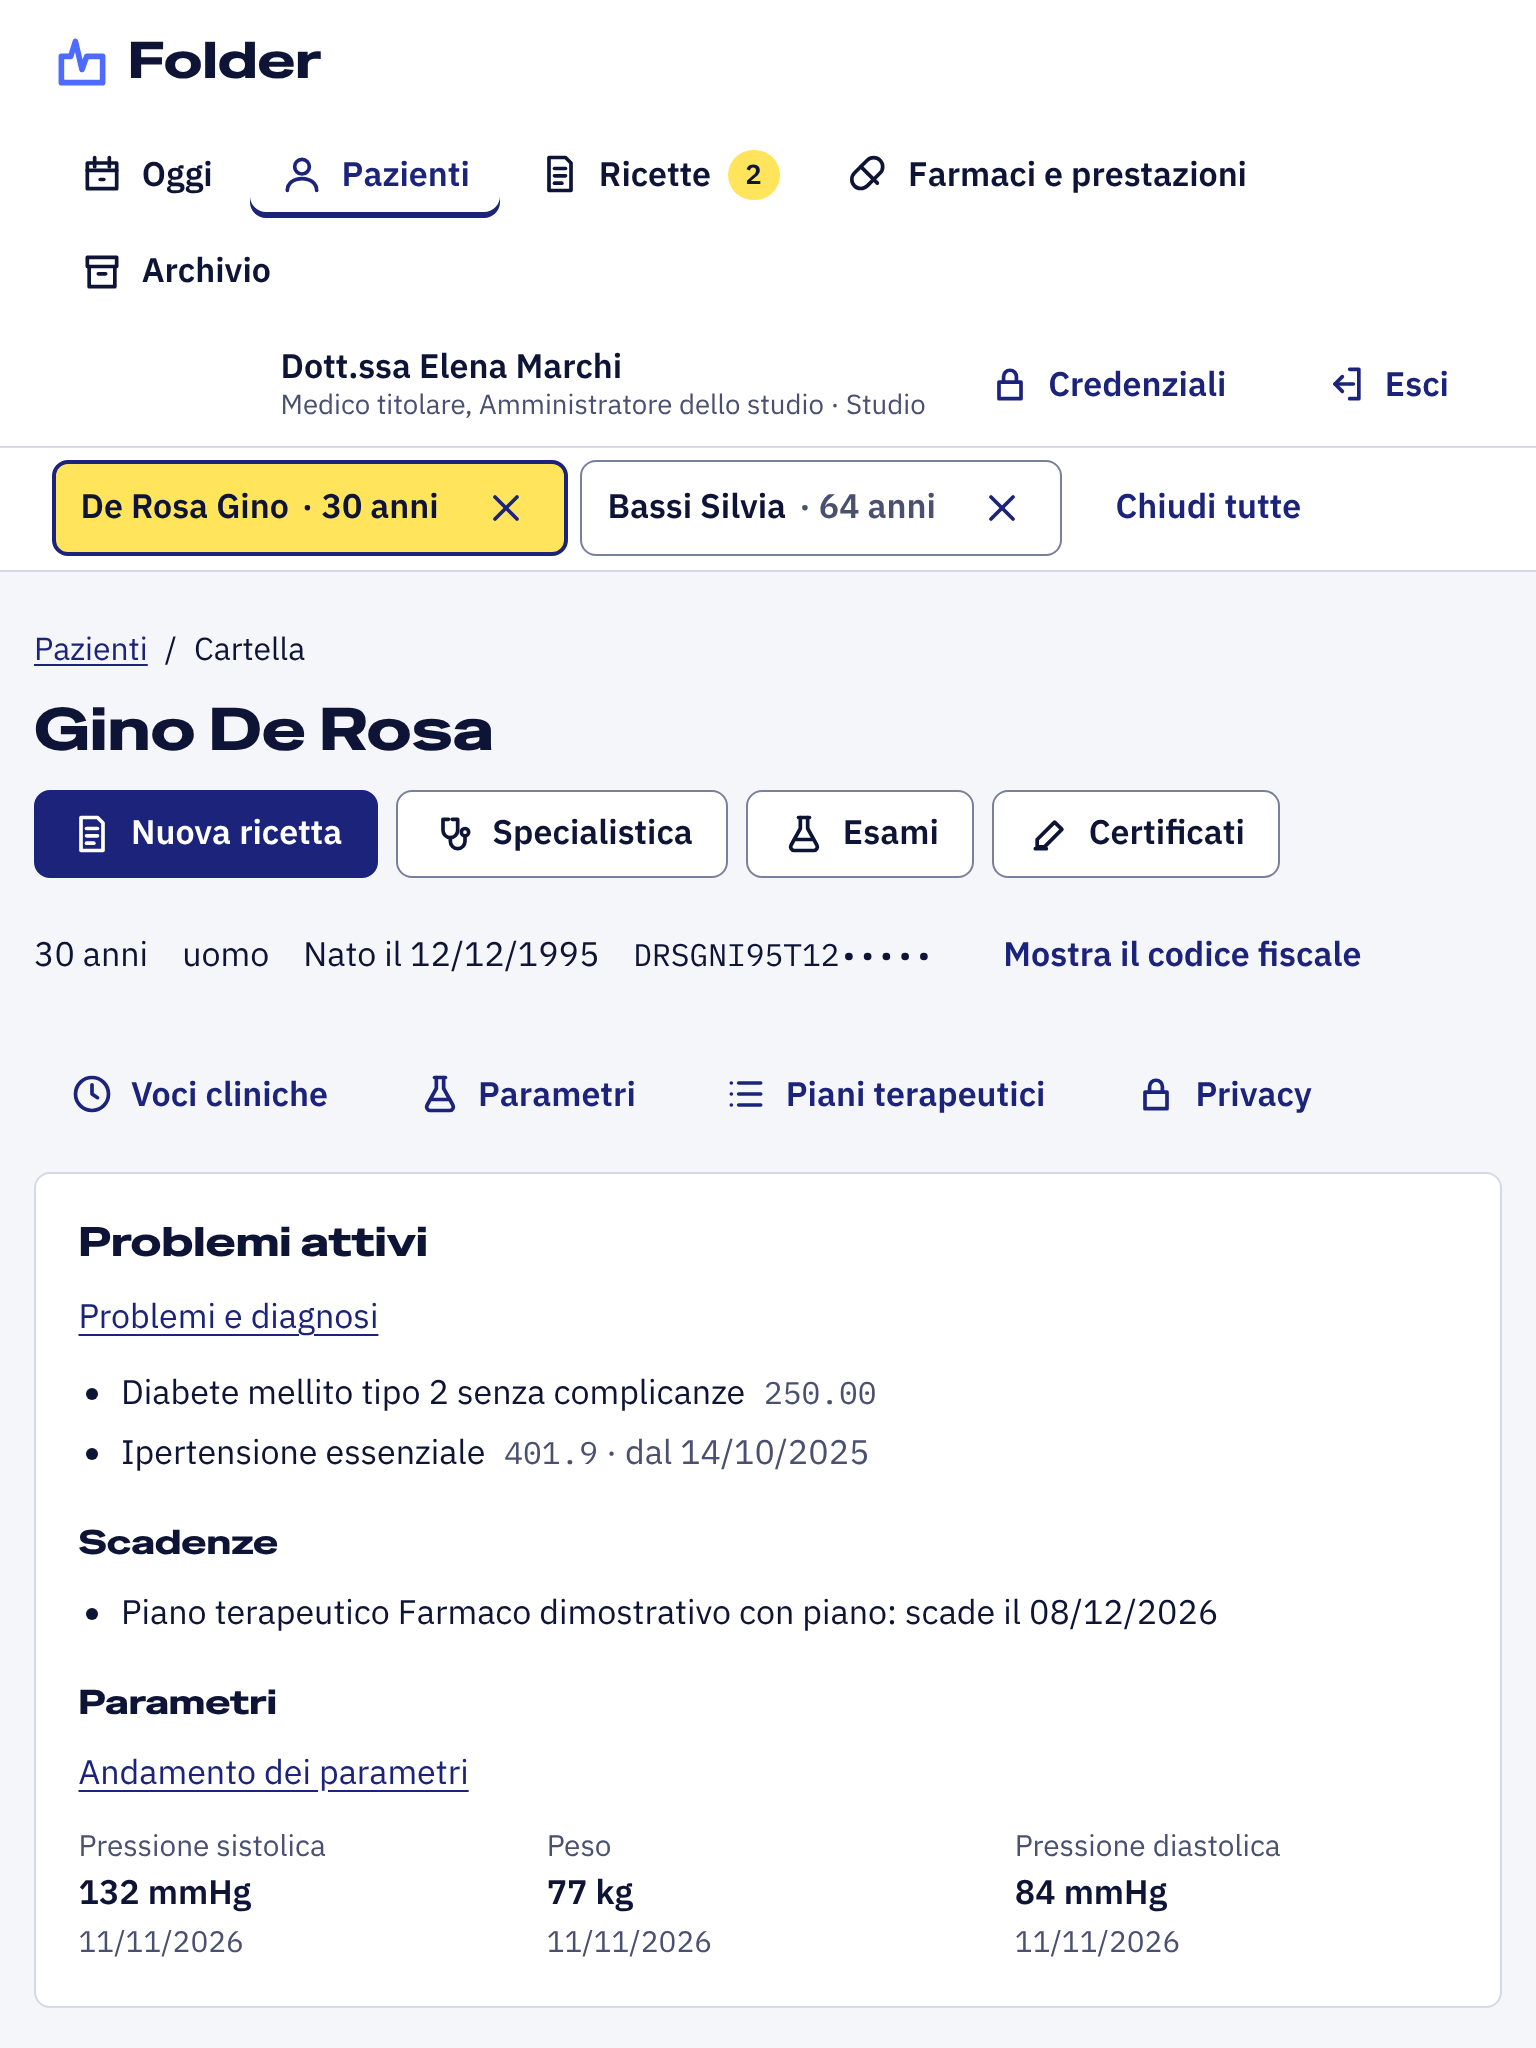 Folder
Oggi Pazienti Ricette 2 Farmaci e prestazioni
Archivio
Dott.ssa Elena Marchi
Medico titolare, Amministratore dello studio · Studio
Credenziali Esci
De Rosa Gino · 30 anni Bassi Silvia · 64 anni Chiudi tutte
Pazienti / Cartella
Gino De Rosa
Nuova ricetta Specialistica Esami Certificati
30 anni uomo Nato il 12/12/1995 DRSGNI95T12••••• Mostra il codice fiscale
Voci cliniche Parametri Piani terapeutici Privacy
Problemi attivi
Problemi e diagnosi
• Diabete mellito tipo 2 senza complicanze 250.00
• Ipertensione essenziale 401.9 · dal 14/10/2025
Scadenze
• Piano terapeutico Farmaco dimostrativo con piano: scade il 08/12/2026
Parametri
Andamento dei parametri
Pressione sistolica Peso Pressione diastolica
132 mmHg 77 kg 84 mmHg
11/11/2026 11/11/2026 11/11/2026